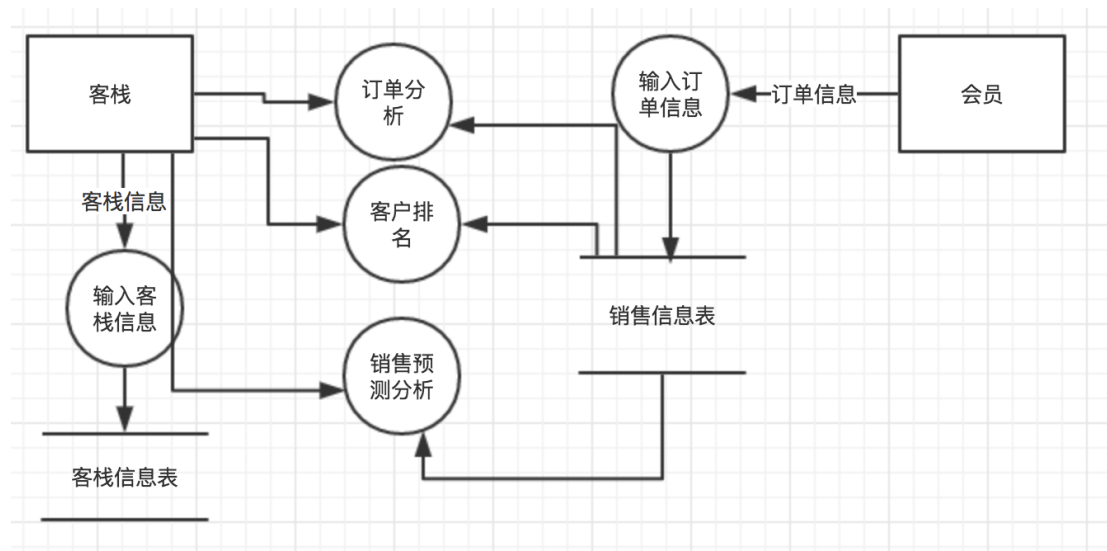 客栈
订单分
析
输入订
单信息
订单信息
会员
客栈信息
客户排
名
输入客
栈信息
销售信息表
销售预
测分析
客栈信息表